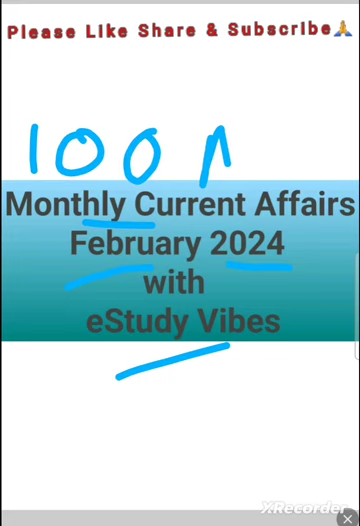 Please Like Share & Subscribe🙏
100
Monthly Current Affairs
February 2024
with
eStudy Vibes
XRecorder